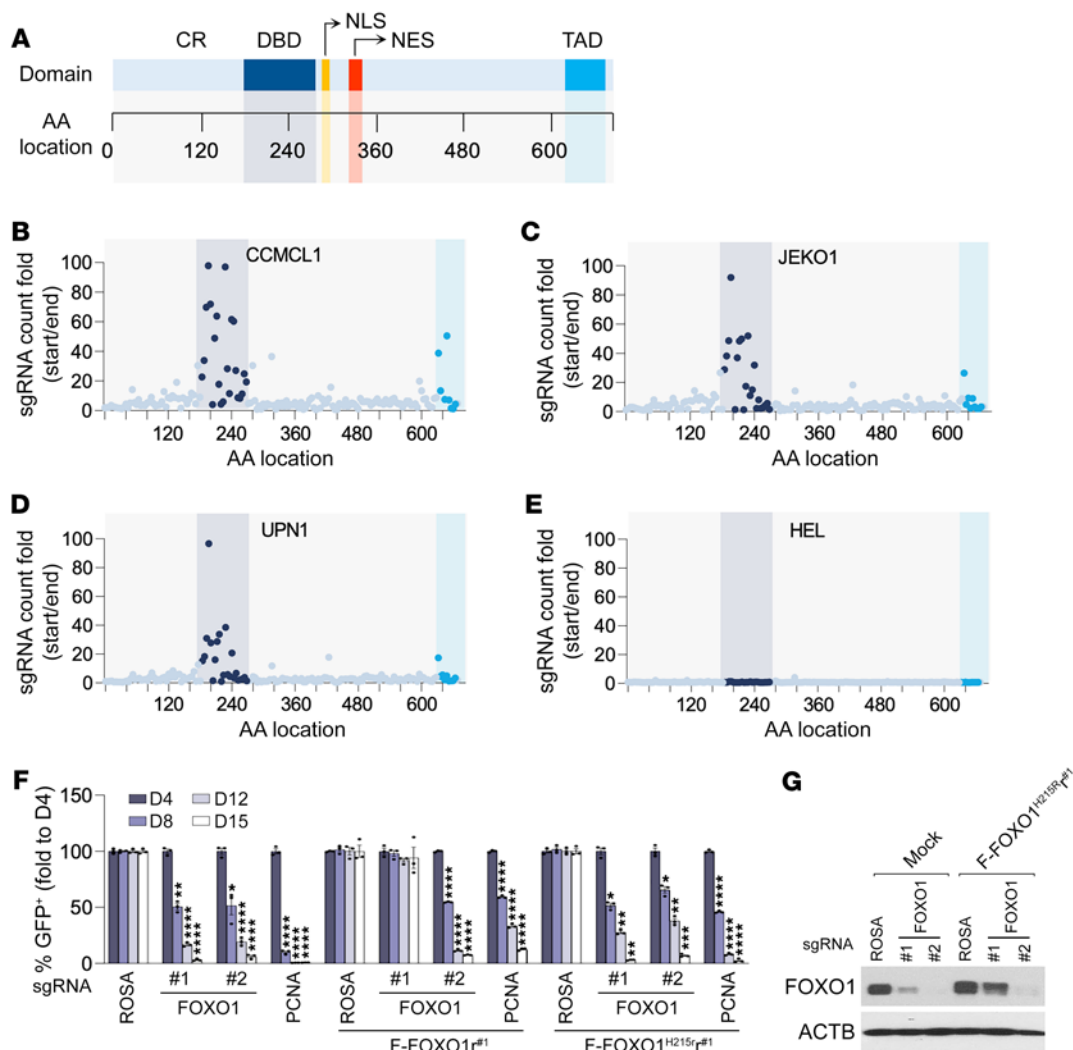 A
NLS
CR DBD NES TAD
Domain
AA
location
0 120 240 360 480 600
B
CCMCL1
sgRNA count fold
(start/end)
100
80
60
40
20
0
120 240 360 480 600
AA location
C
JEKO1
sgRNA count fold
(start/end)
100
80
60
40
20
0
120 240 360 480 600
AA location
D
UPN1
sgRNA count fold
(start/end)
100
80
60
40
20
0
120 240 360 480 600
AA location
E
HEL
sgRNA count fold
(start/end)
100
80
60
40
20
0
120 240 360 480 600
AA location
F
% GFP+ (fold to D4)
150
100
50
0
D4 D12
D8 D15
** **** ****
* **** ****
**** **** ****
**** **** ****
**** **** ****
* ** **
* ** ***
**** **** ****
sgRNA
ROSA #1 #2 PCNA ROSA #1 #2 PCNA ROSA #1 #2 PCNA
FOXO1 FOXO1 FOXO1
F-FOXO1r#1 F-FOXO1H215rr#1
G
Mock F-FOXO1H215Rr#1
FOXO1 FOXO1
sgRNA ROSA #1 #2 ROSA #1 #2
FOXO1
ACTB